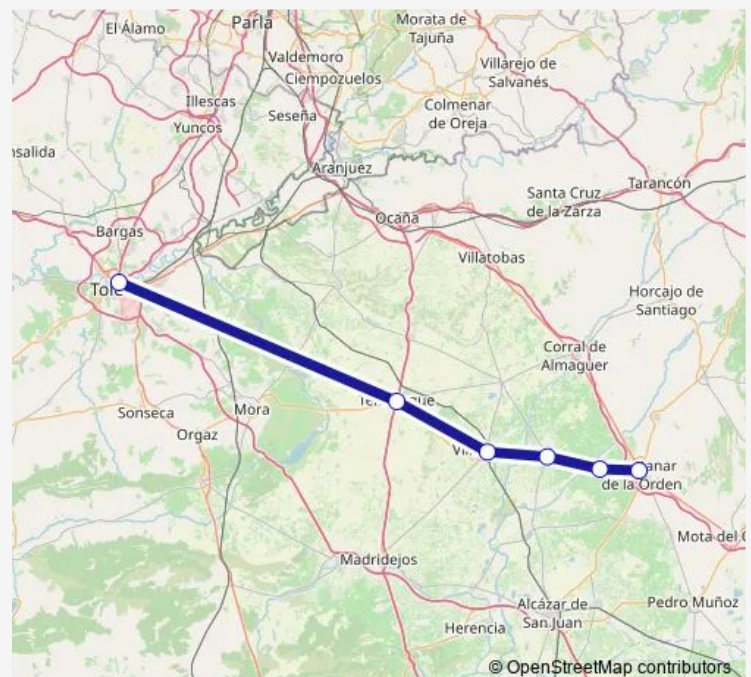 El Álamo
Parla
Morata de
Tajuña
Valdemoro
Ciempozuelos
Villarejo de
Salvanés
Illescas
Yuncos
Seseña
Colmenar
de Oreja
nsalida
Aranjuez
Tarancón
Santa Cruz
de la Zarza
Ocaña
Bargas
Villatobas
Horcajo de
Santiago
Corral de
Almaguer
Sonseca
Mora
Orgaz
anar
de la Orden
Mota del
Madridejos
Alcázar de
San Juan
Pedro Muñoz
Herencia
© OpenStreetMap contributors